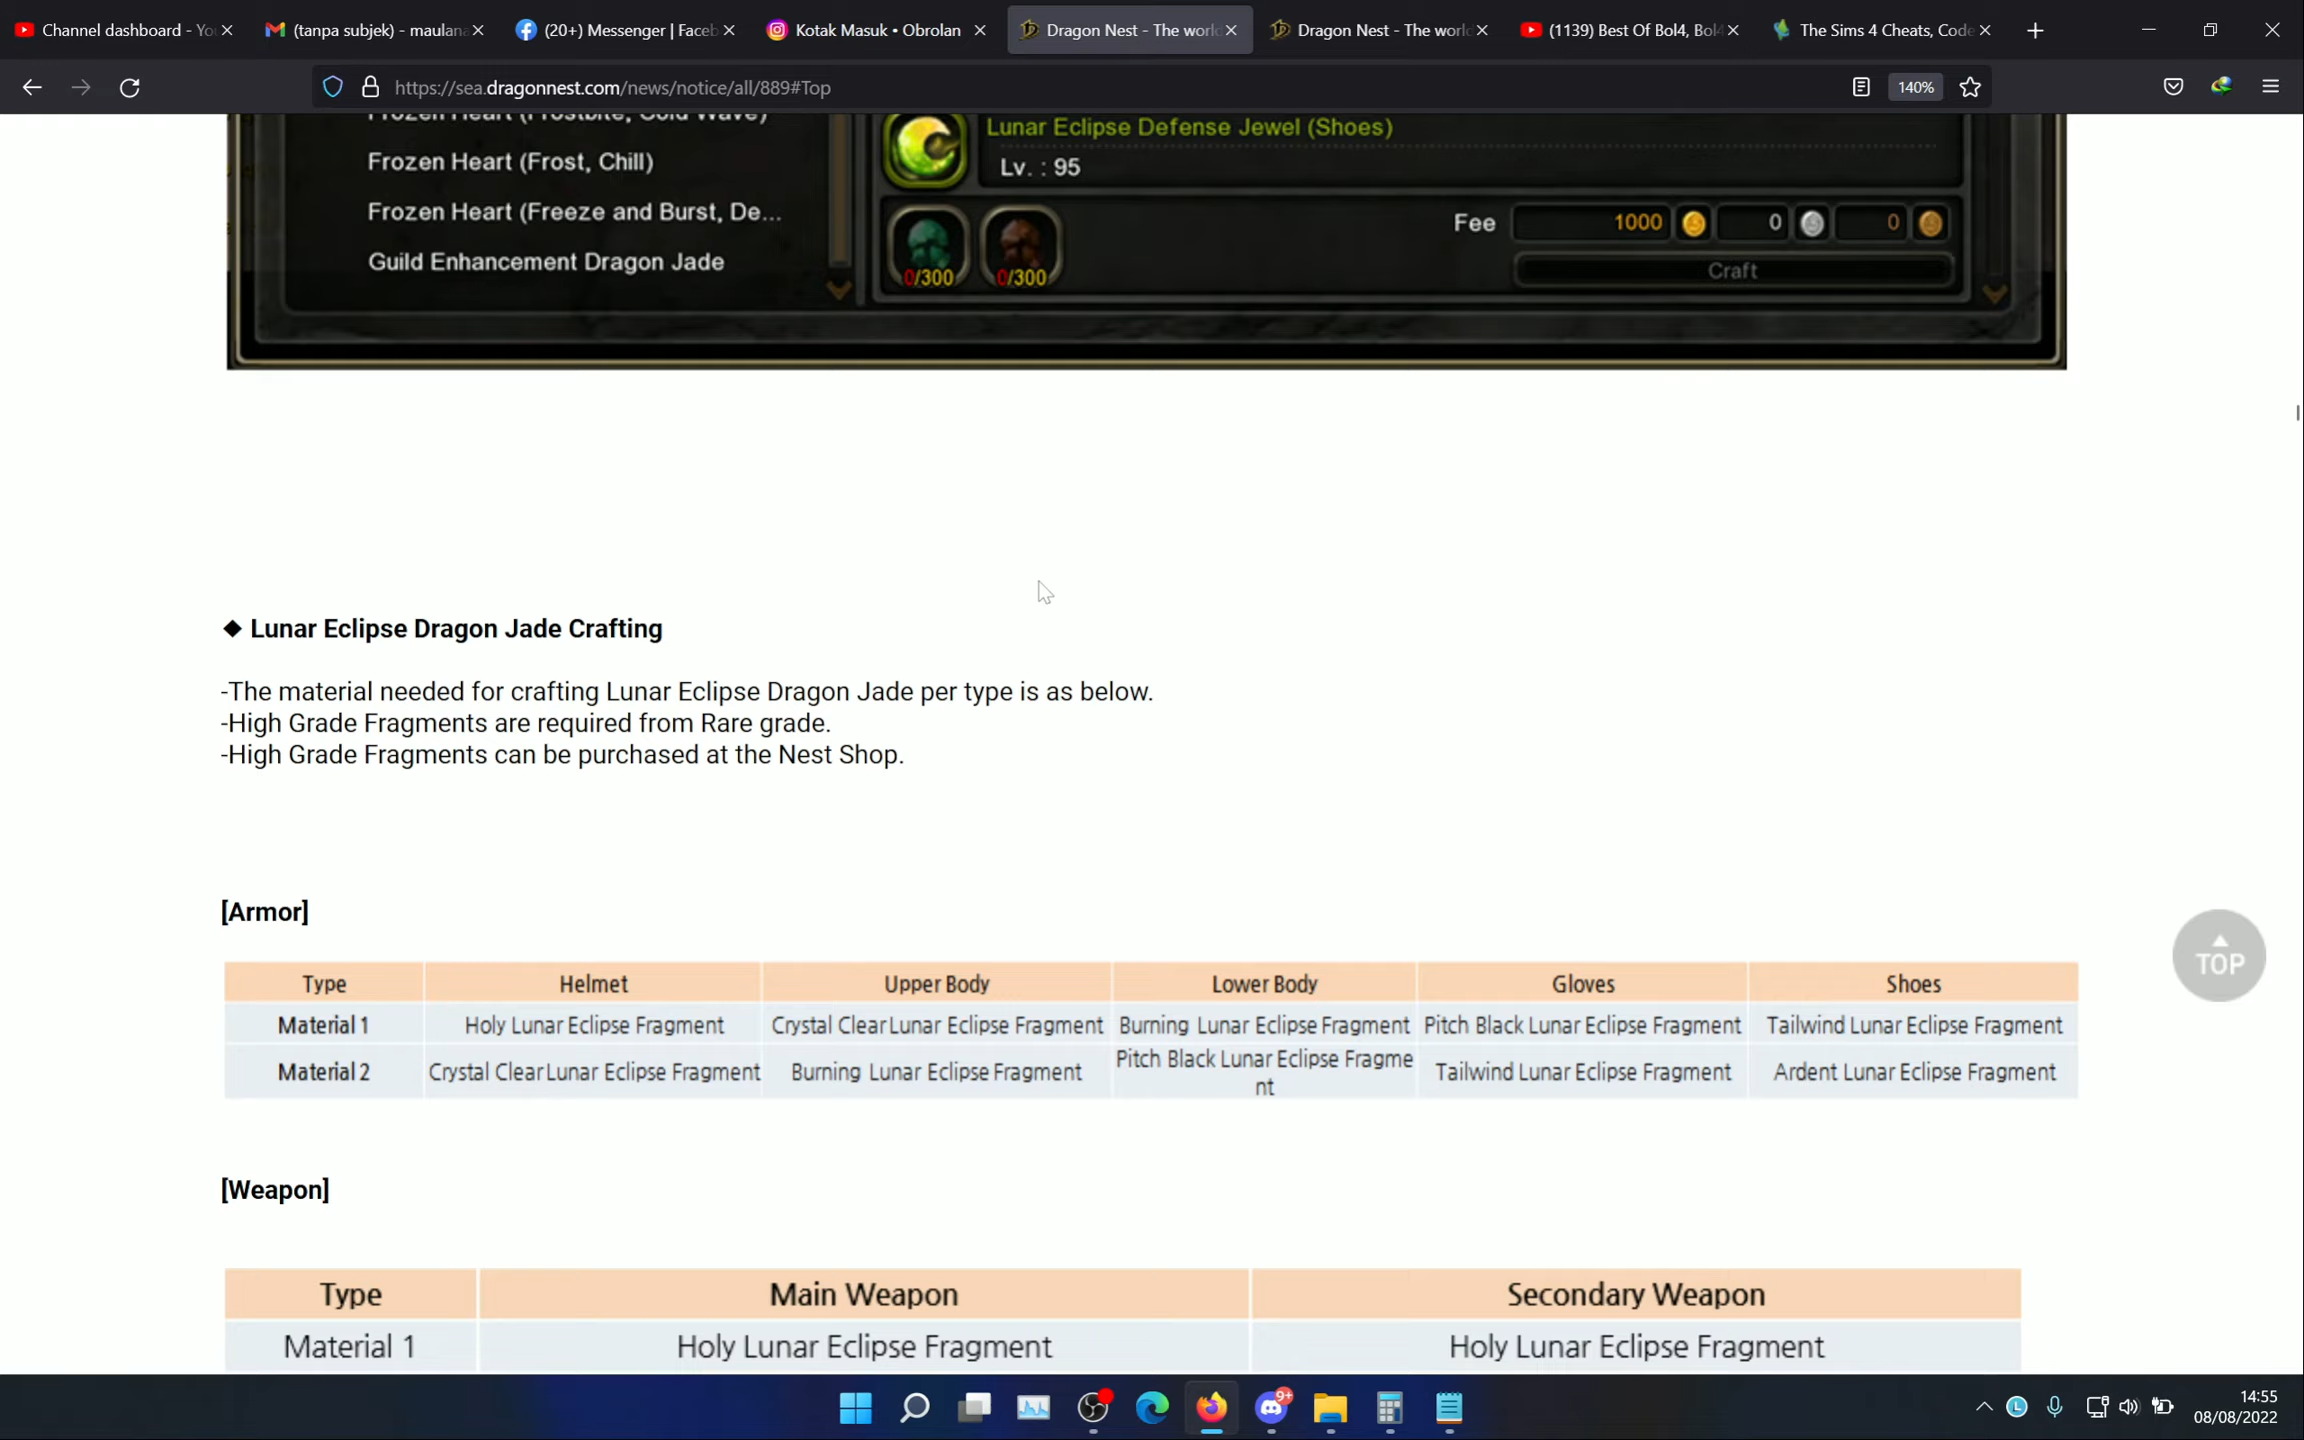 Channel dashboard - Yo
(tanpa subjek) - maulana
(20+) Messenger | Faceb
Kotak Masuk • Obrolan
Dragon Nest - The worl
Dragon Nest - The worl
(1139) Best Of Bol4, Bol4
The Sims 4 Cheats, Code
https://sea.dragonnest.com/news/notice/all/889#Top
140%
Frozen Heart (Frostbite, Cold Wave)
Frozen Heart (Frost, Chill)
Frozen Heart (Freeze and Burst, De...
Guild Enhancement Dragon Jade
Lunar Eclipse Defense Jewel (Shoes)
Lv. : 95
0/300 0/300
Fee 1000 0 0
Craft
◆ Lunar Eclipse Dragon Jade Crafting
-The material needed for crafting Lunar Eclipse Dragon Jade per type is as below.
-High Grade Fragments are required from Rare grade.
-High Grade Fragments can be purchased at the Nest Shop.
TOP
[Armor]
Type Helmet Upper Body Lower Body Gloves Shoes
Material 1 Holy Lunar Eclipse Fragment Crystal Clear Lunar Eclipse Fragment Burning Lunar Eclipse Fragment Pitch Black Lunar Eclipse Fragment Tailwind Lunar Eclipse Fragment
Material 2 Crystal Clear Lunar Eclipse Fragment Burning Lunar Eclipse Fragment Pitch Black Lunar Eclipse Fragme
nt Tailwind Lunar Eclipse Fragment Ardent Lunar Eclipse Fragment
[Weapon]
Type Main Weapon Secondary Weapon
Material 1 Holy Lunar Eclipse Fragment Holy Lunar Eclipse Fragment
9+
14:55
08/08/2022